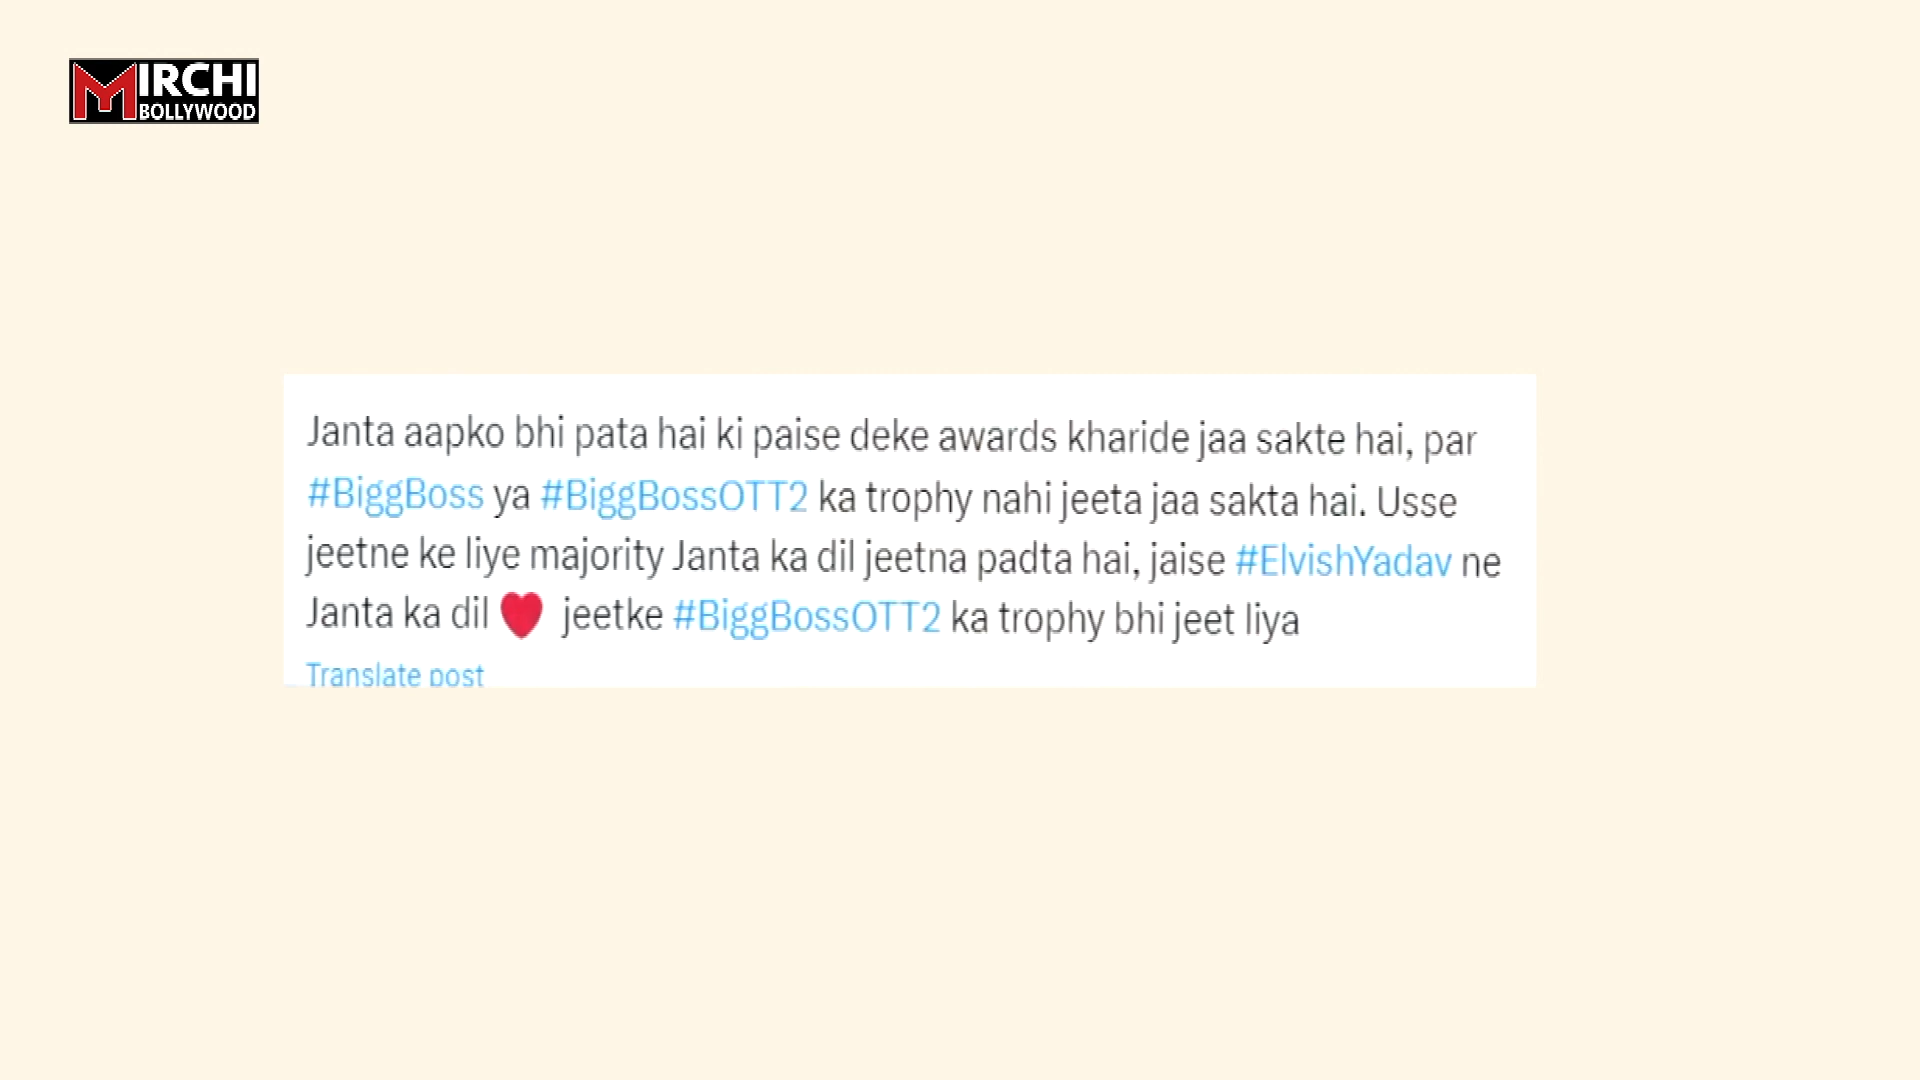 MIRCHI
BOLLYWOOD
Janta aapko bhi pata hai ki paise deke awards kharide jaa sakte hai, par
#BiggBoss ya #BiggBossOTT2 ka trophy nahi jeeta jaa sakta hai. Usse
jeetne ke liye majority Janta ka dil jeetna padta hai, jaise #ElvishYadav ne
Janta ka dil ❤️ jeetke #BiggBossOTT2 ka trophy bhi jeet liya
Translate post